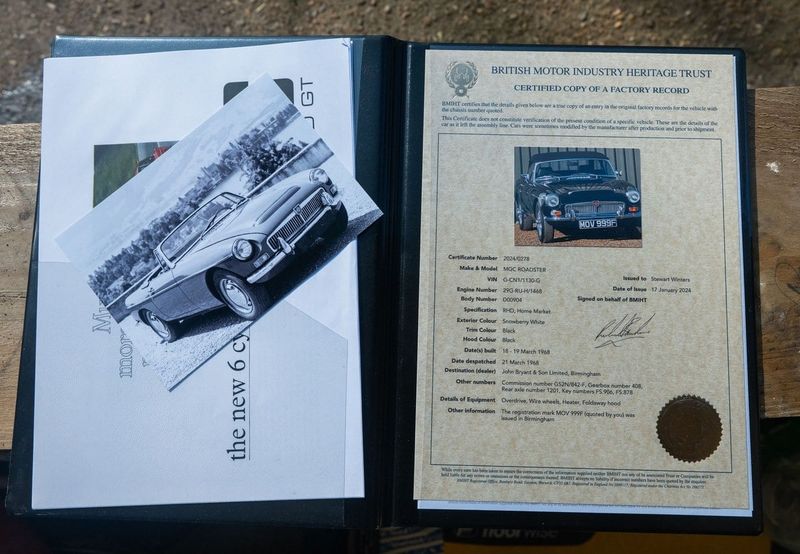 GT
the new 6 cy
BRITISH MOTOR INDUSTRY HERITAGE TRUST
CERTIFIED COPY OF A FACTORY RECORD
BMIHT certifies that the details given below are a true copy of an entry in the original factory records for the vehicle with
the chassis number quoted.
This Certificate does not constitute verification of the present condition of a specific vehicle. These are the details of the
car as it left the assembly line. Cars were sometimes modified by the manufacturer after production and prior to shipment.
MOV 999F
Certificate Number 2024/0278
Make & Model MGC ROADSTER
VIN G-CN1/1130-G Issued to Stewart Winters
Engine Number 29G-RU-H/1468 Date of Issue 17 January 2024
Body Number 000904 Signed on behalf of BMIHT
Specification RHD, Home Market
Exterior Colour Snowberry White
Trim Colour Black
Hood Colour Black
Date(s) built 18 - 19 March 1968
Date despatched 21 March 1968
Destination (dealer) John Bryant & Son Limited, Birmingham
Other numbers Commission number G52N/842-F, Gearbox number 408,
Rear axle number 1201, Key numbers FS.906, FS.878
Details of Equipment Overdrive, Wire wheels, Heater, Foldaway hood
Other information The registration mark MOV 999F (quoted by you) was
issued in Birmingham